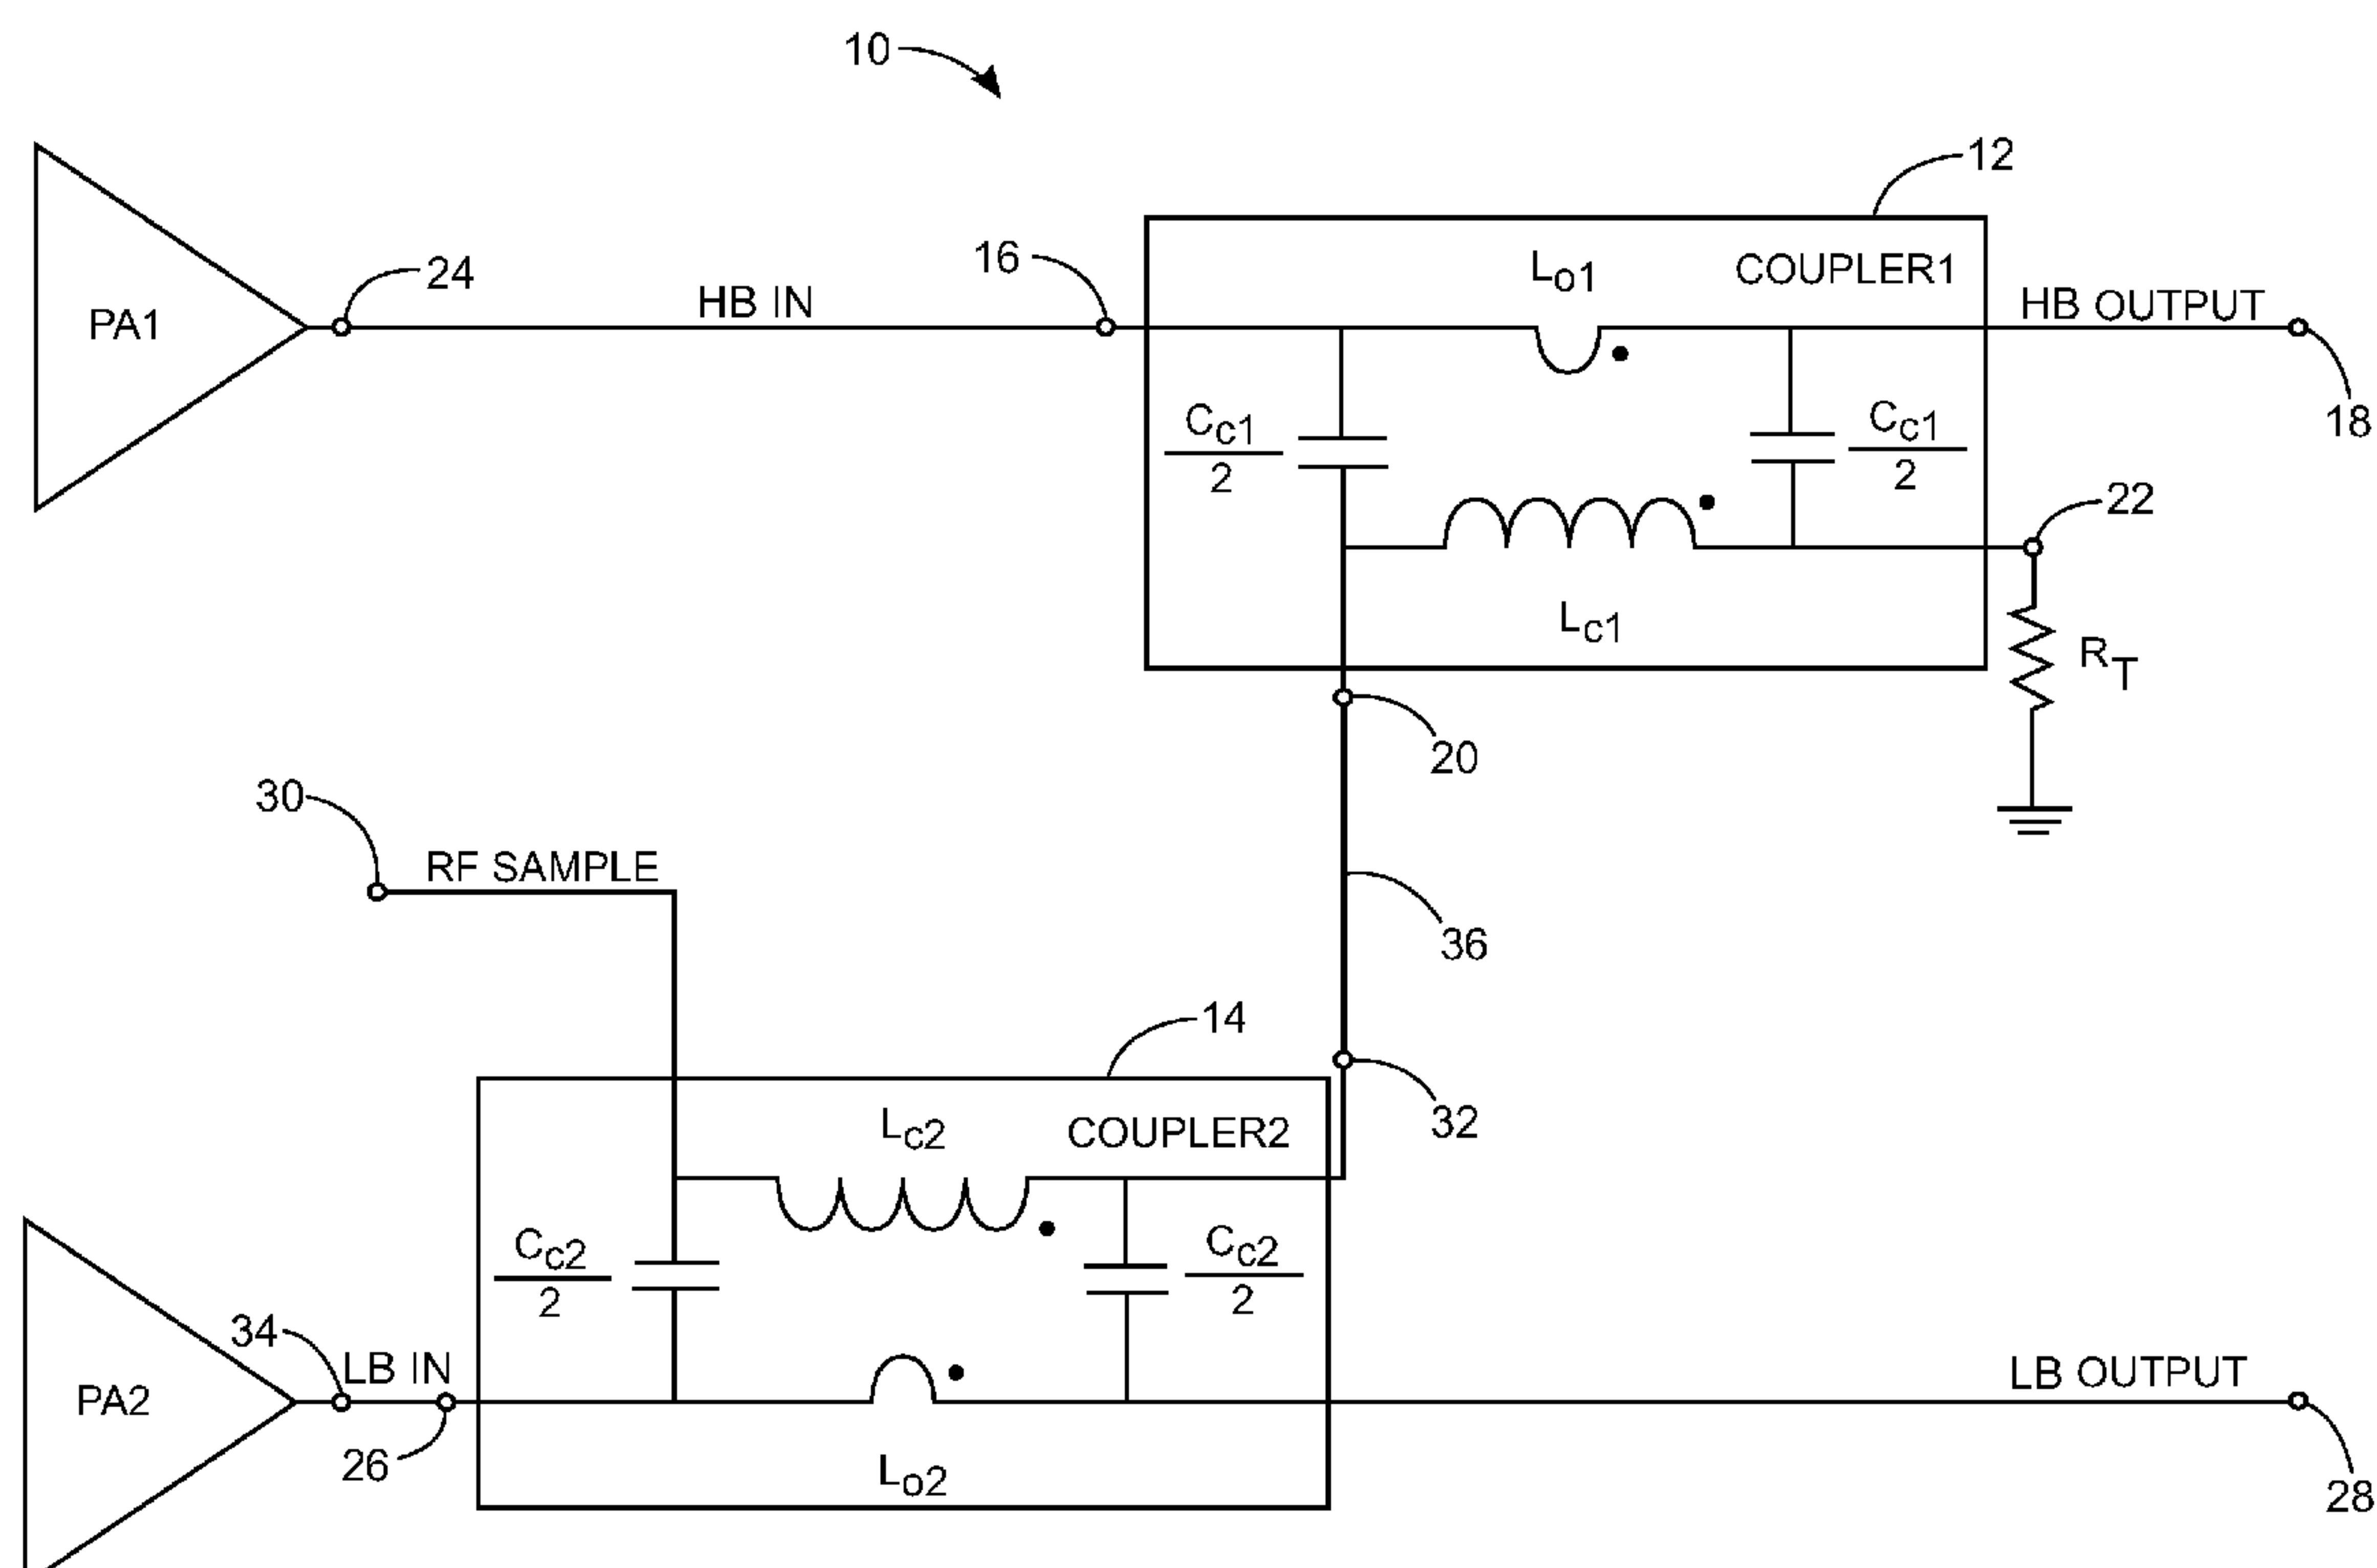 10
12
16
L₀1
COUPLER1
24
HB IN
HB OUTPUT
PA1
18
Cc1
2
Cc1
2
22
Lc1
RT
20
30
RF SAMPLE
36
14
32
Lc2
COUPLER2
Cc2
2
Cc2
2
34
LB IN
LB OUTPUT
PA2
26
Lo2
28